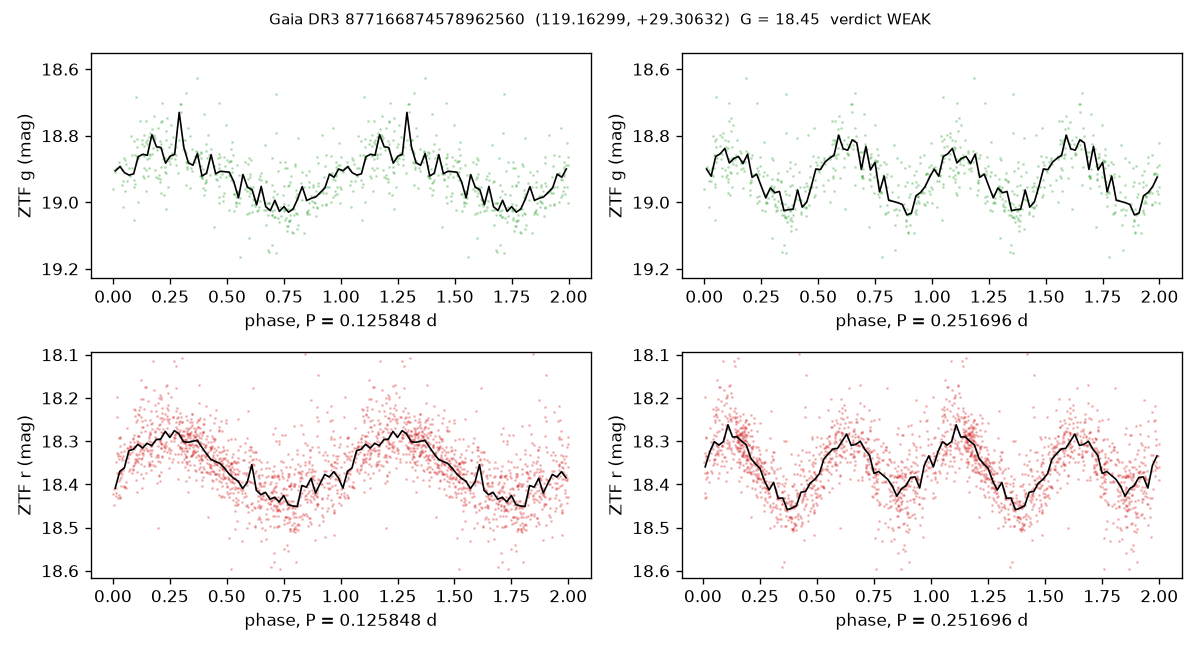 Gaia DR3 877166874578962560  (119.16299, +29.30632)  G = 18.45  verdict WEAK
ZTF g (mag)
18.6
18.8
19.0
19.2
0.00 0.25 0.50 0.75 1.00 1.25 1.50 1.75 2.00
phase, P = 0.125848 d
ZTF g (mag)
18.6
18.8
19.0
19.2
0.00 0.25 0.50 0.75 1.00 1.25 1.50 1.75 2.00
phase, P = 0.251696 d
ZTF r (mag)
18.1
18.2
18.3
18.4
18.5
18.6
0.00 0.25 0.50 0.75 1.00 1.25 1.50 1.75 2.00
phase, P = 0.125848 d
ZTF r (mag)
18.1
18.2
18.3
18.4
18.5
18.6
0.00 0.25 0.50 0.75 1.00 1.25 1.50 1.75 2.00
phase, P = 0.251696 d